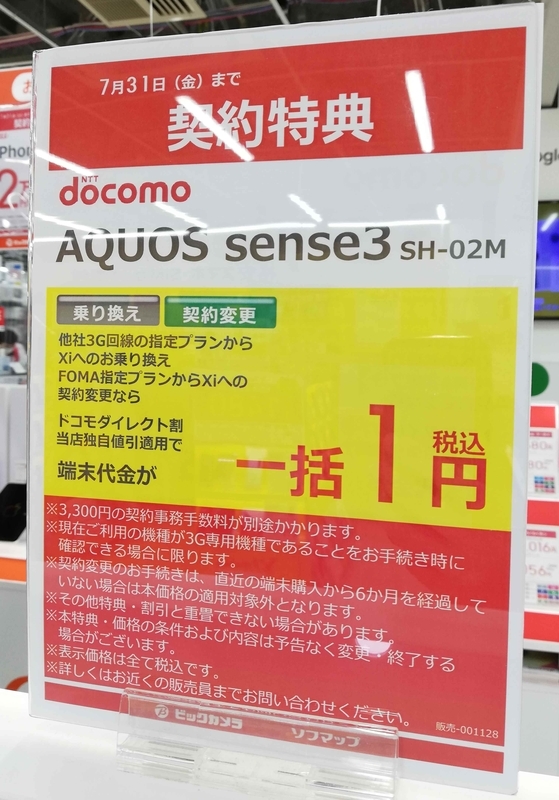 7月31日（金）まで
契約特典
NTT
docomo
AQUOS sense3 SH-02M
乗り換え 契約変更
他社3G回線の指定プランから
Xiへのお乗り換え
FOMA指定プランからXiへの
契約変更なら
ドコモダイレクト割
当店独自値引適用で
端末代金が
一括1円
税込
※3,300円の契約事務手数料が別途かかります。
※現在ご利用の機種が3G専用機種であることをお手続き時に
確認できる場合に限ります。
※契約変更のお手続きは、直近の端末購入から6か月を経過して
いない場合は本価格の適用対象外となります。
※その他特典・割引と重畳できない場合があります。
※本特典・価格の条件および内容は予告なく変更・終了する
場合がございます。
※表示価格は全て税込です。
※詳しくはお近くの販売員までお問い合わせください。
販売-001128
ビックカメラ ソフマップ